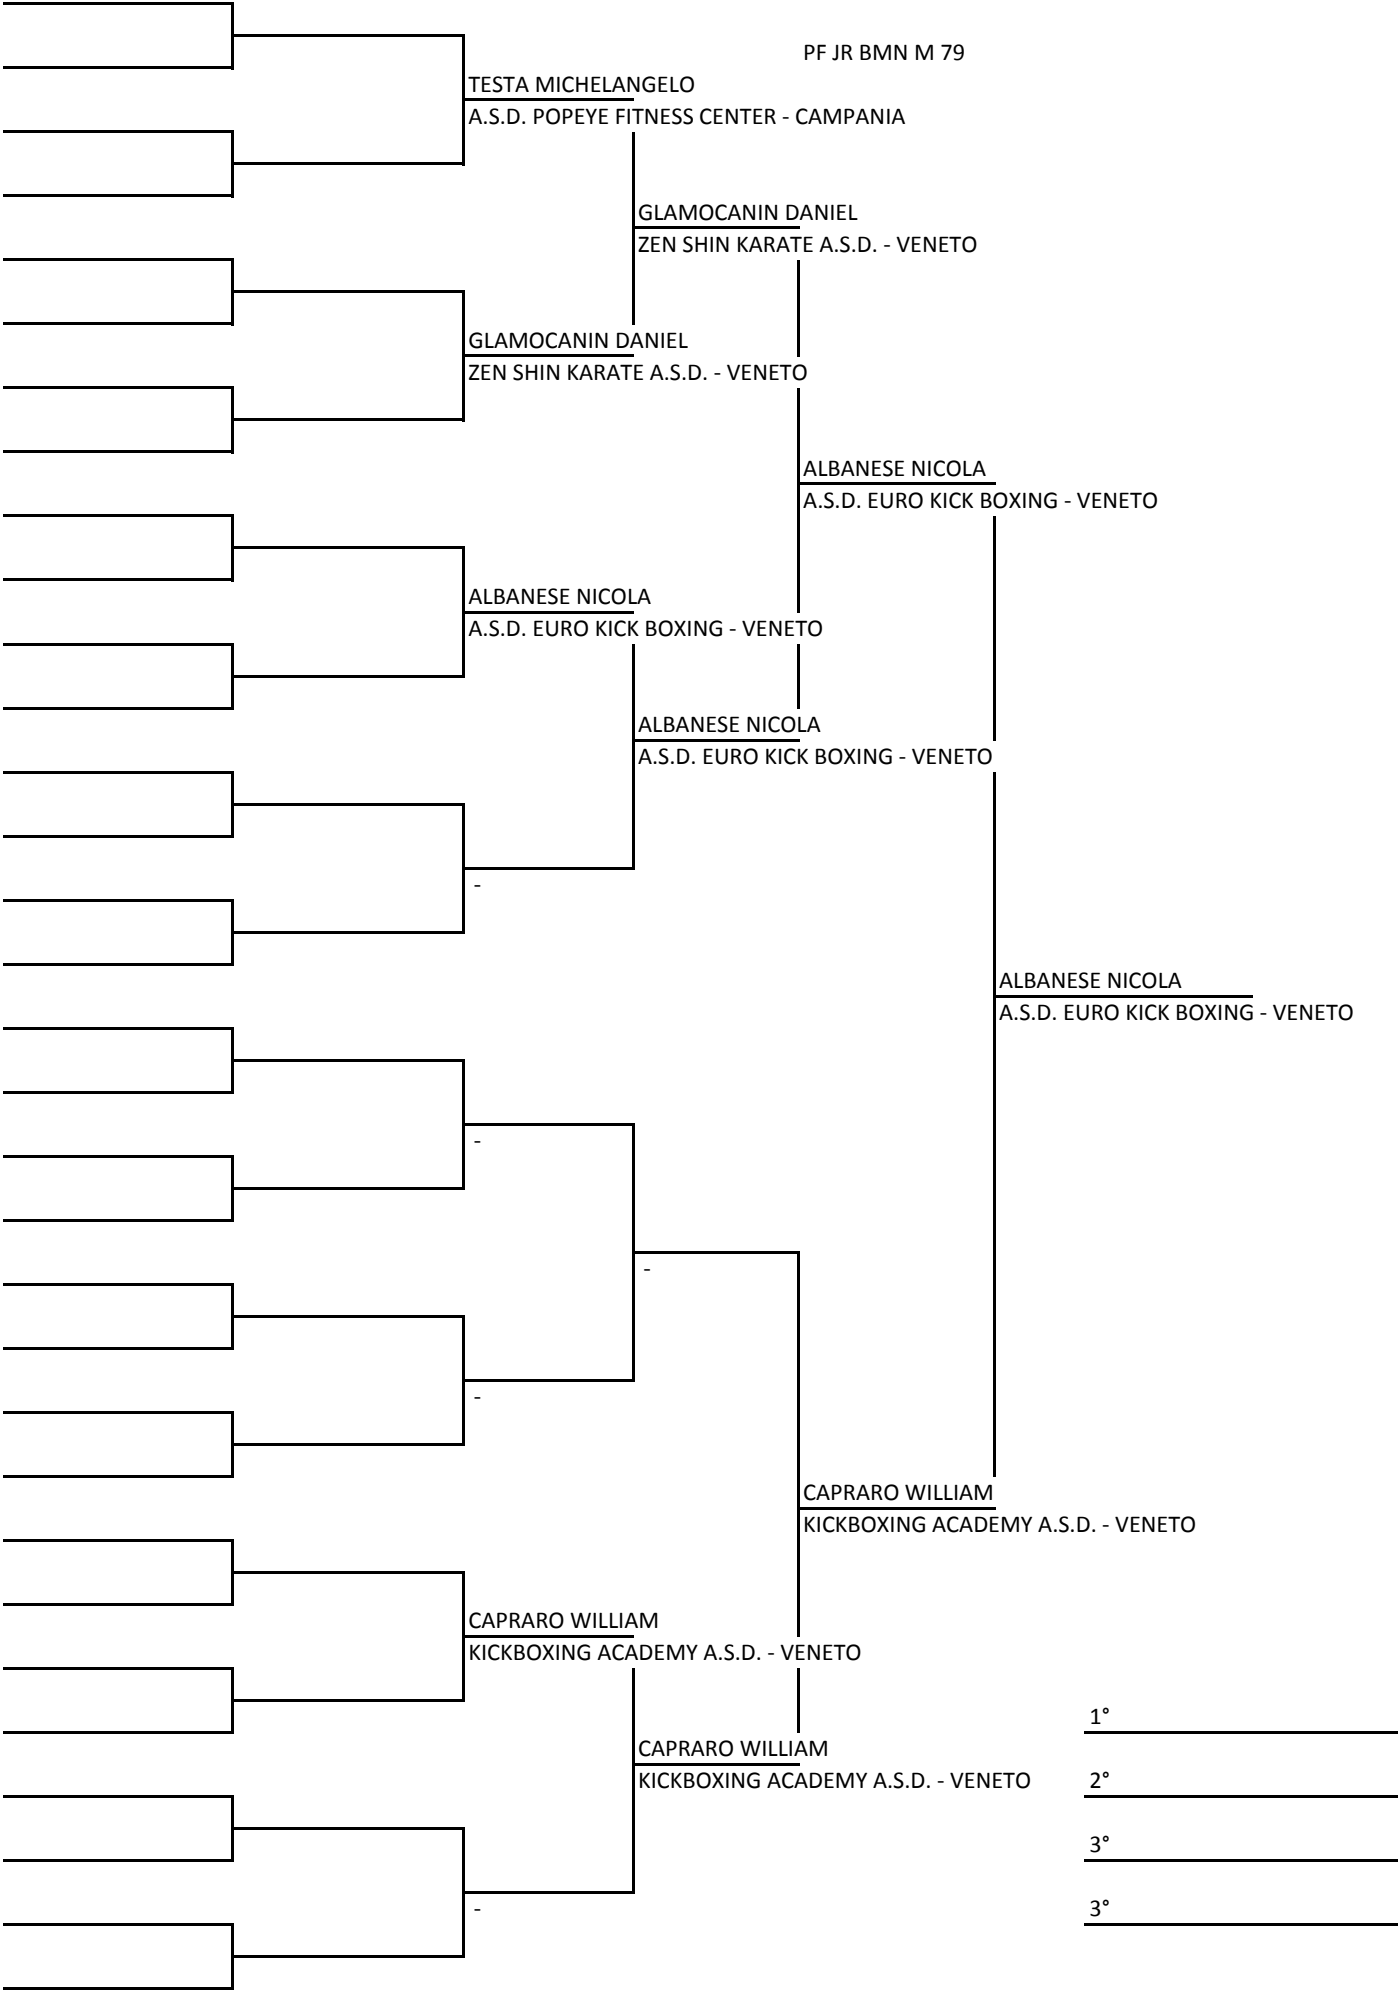 PF JR BMN M 79
TESTA MICHELANGELO
A.S.D. POPEYE FITNESS CENTER - CAMPANIA
GLAMOCANIN DANIEL
ZEN SHIN KARATE A.S.D. - VENETO
GLAMOCANIN DANIEL
ZEN SHIN KARATE A.S.D. - VENETO
ALBANESE NICOLA
A.S.D. EURO KICK BOXING - VENETO
ALBANESE NICOLA
A.S.D. EURO KICK BOXING - VENETO
ALBANESE NICOLA
A.S.D. EURO KICK BOXING - VENETO
-
ALBANESE NICOLA
A.S.D. EURO KICK BOXING - VENETO
-
-
-
CAPRARO WILLIAM
KICKBOXING ACADEMY A.S.D. - VENETO
CAPRARO WILLIAM
KICKBOXING ACADEMY A.S.D. - VENETO
1°
CAPRARO WILLIAM
KICKBOXING ACADEMY A.S.D. - VENETO
2°
3°
-
3°